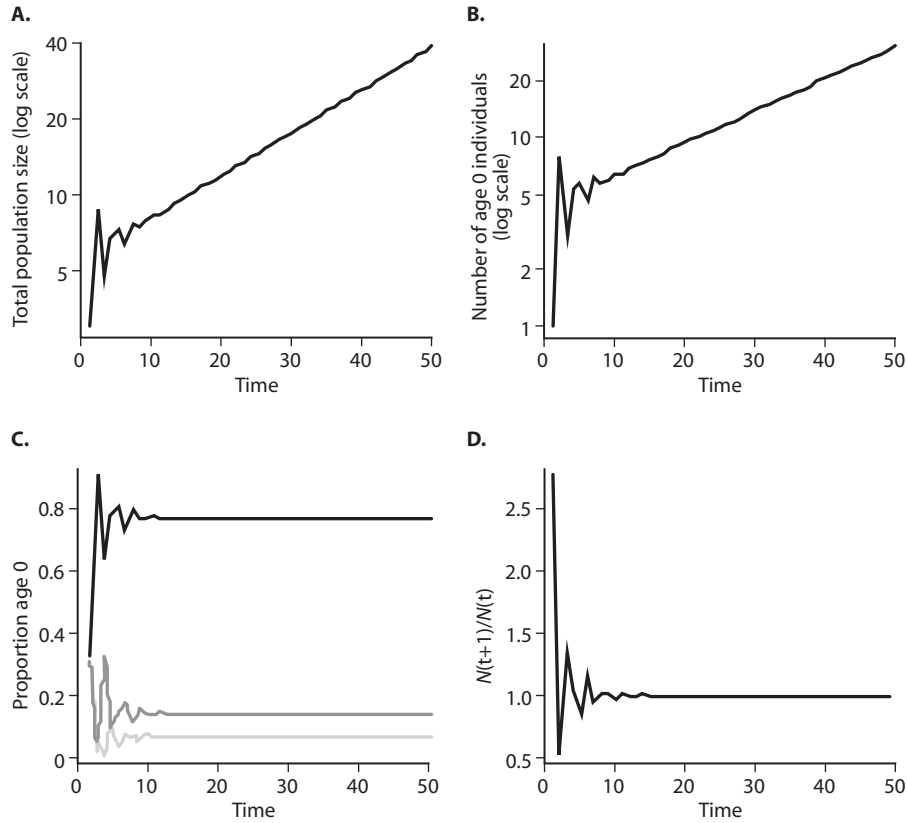 A.
Total population size (log scale)
40
20
10
5
0 10 20 30 40 50
Time
B.
Number of age 0 individuals
(log scale)
20
10
5
2
1
0 10 20 30 40 50
Time
C.
Proportion age 0
0.8
0.6
0.4
0.2
0
0 10 20 30 40 50
Time
D.
N(t+1)/N(t)
2.5
2.0
1.5
1.0
0.5
0 10 20 30 40 50
Time